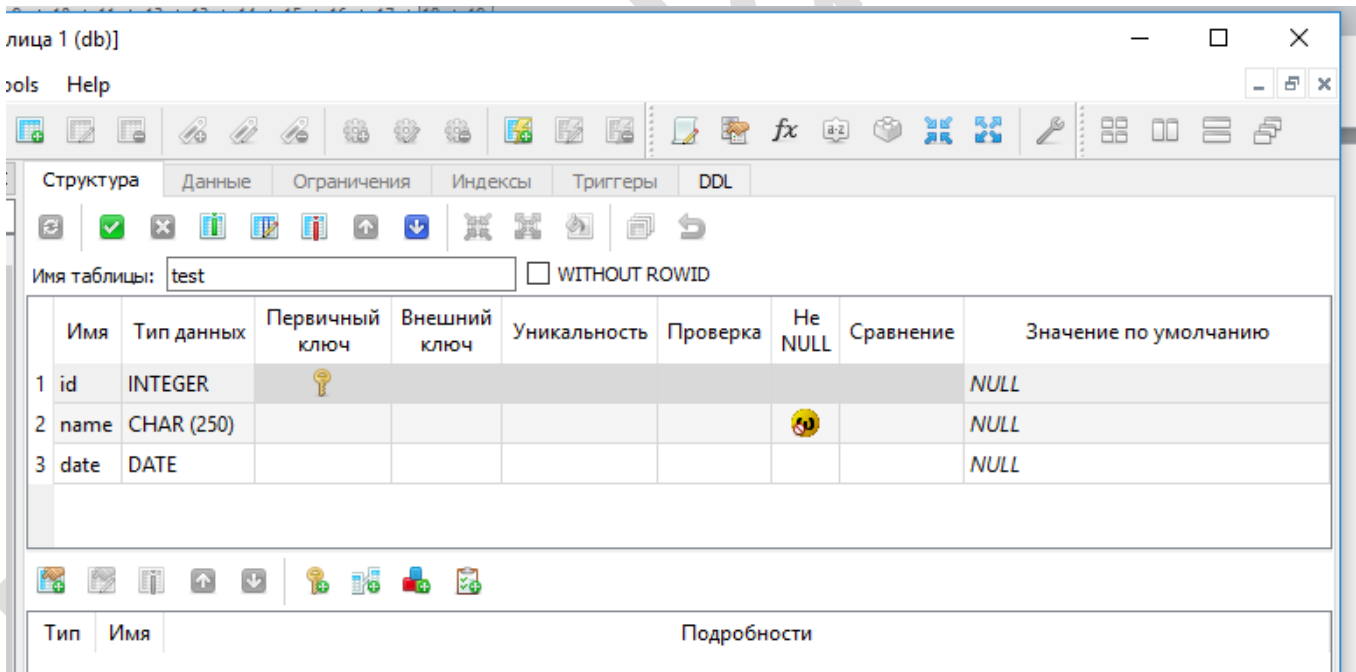 лица 1 (db)]
ools Help
fx a-z
Структура Данные Ограничения Индексы Триггеры DDL
Имя таблицы: test WITHOUT ROWID
Имя Тип данных Первичный ключ Внешний ключ Уникальность Проверка Не NULL Сравнение Значение по умолчанию
1 id INTEGER NULL
2 name CHAR (250) NULL
3 date DATE NULL
Тип Имя Подробности